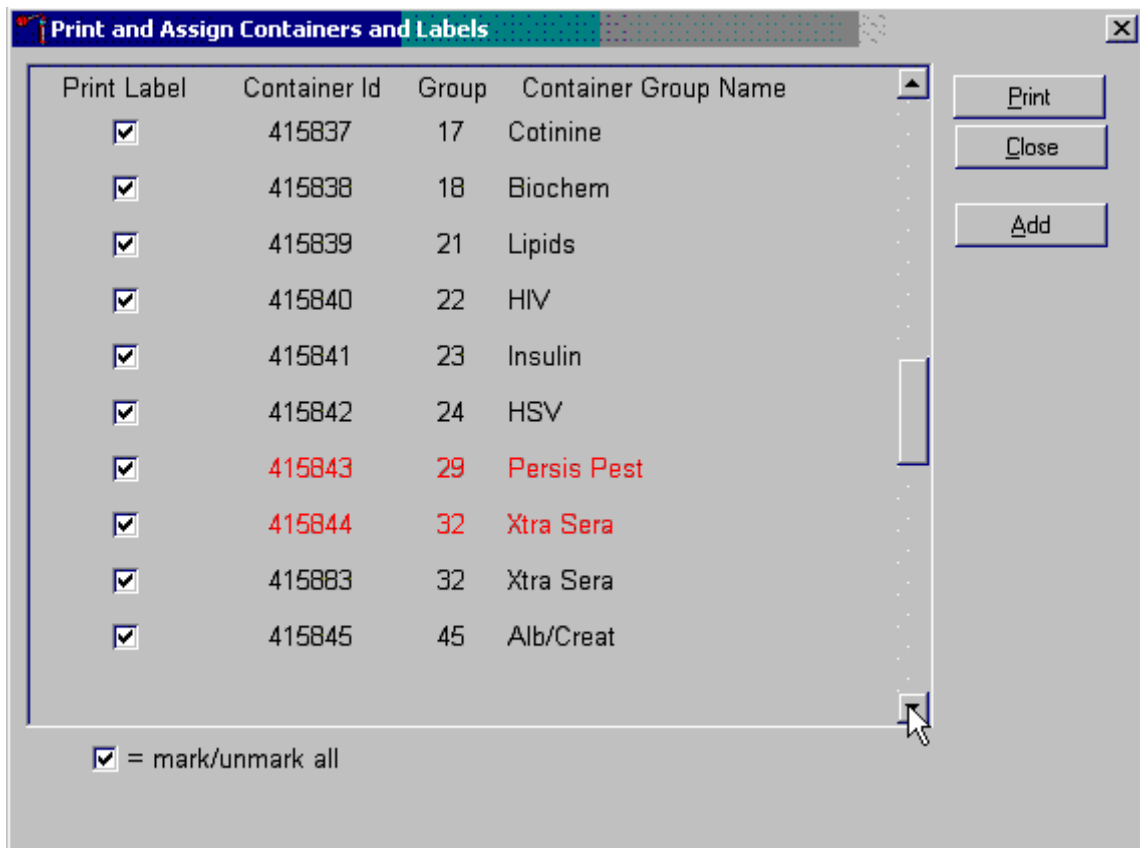 Print and Assign Containers and Labels
Print Label Container Id Group Container Group Name
415837 17 Cotinine
415838 18 Biochem
415839 21 Lipids
415840 22 HIV
415841 23 Insulin
415842 24 HSV
415843 29 Persis Pest
415844 32 Xtra Sera
415883 32 Xtra Sera
415845 45 Alb/Creat
= mark/unmark all
Print
Close
Add